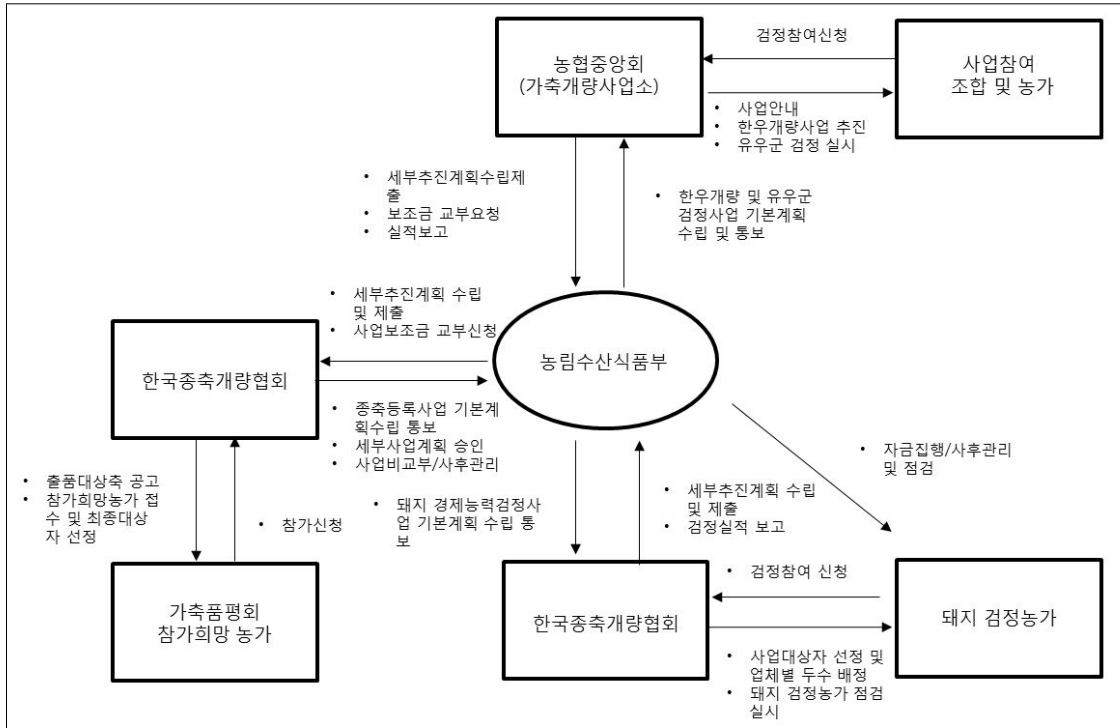 검정참여신청
농협중앙회
(가축개량사업소)
사업참여
조합 및 농가
• 사업안내
• 한우개량사업 추진
• 유우군 검정 실시
• 세부추진계획수립제
출
• 보조금 교부요청
• 실적보고
• 한우개량 및 유우군
검정사업 기본계획
수립 및 통보
• 세부추진계획 수립
및 제출
• 사업보조금 교부신청
한국종축개량협회
농림수산식품부
• 종축등록사업 기본계
획수립 통보
• 세부사업계획 승인
• 사업비교부/사후관리
• 자금집행/사후관리
및 점검
• 출품대상축 공고
• 참가희망농가 접
수 및 최종대상
자 선정
• 참가신청
• 돼지 경제능력검정사
업 기본계획 수립 통
보
• 세부추진계획 수립
및 제출
• 검정실적 보고
가축품평회
참가희망 농가
한국종축개량협회
• 검정참여 신청
돼지 검정농가
• 사업대상자 선정 및
업체별 두수 배정
• 돼지 검정농가 점검
실시